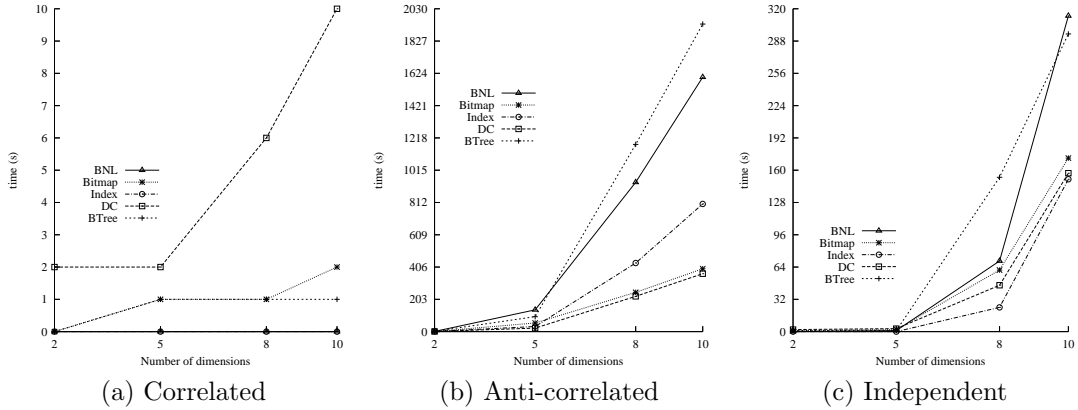 10
9
8
7
6
5
4
3
2
1
0
time (s)
BNL
Bitmap
Index
DC
BTree
2 5 8 10
Number of dimensions
(a) Correlated
2030
1827
1624
1421
1218
1015
812
609
406
203
0
time (s)
BNL
Bitmap
Index
DC
BTree
2 5 8 10
Number of dimensions
(b) Anti-correlated
320
288
256
224
192
160
128
96
64
32
0
time (s)
BNL
Bitmap
Index
DC
BTree
2 5 8 10
Number of dimensions
(c) Independent